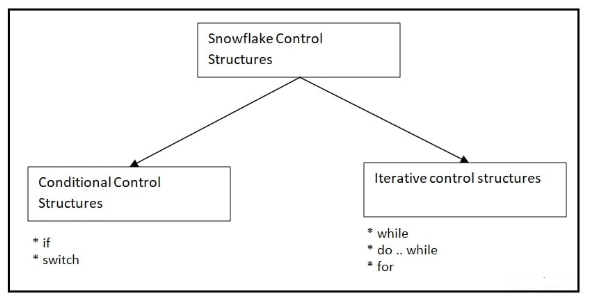 Snowflake Control
Structures
Conditional Control
Structures
* if
* switch
Iterative control structures
* while
* do .. while
* for